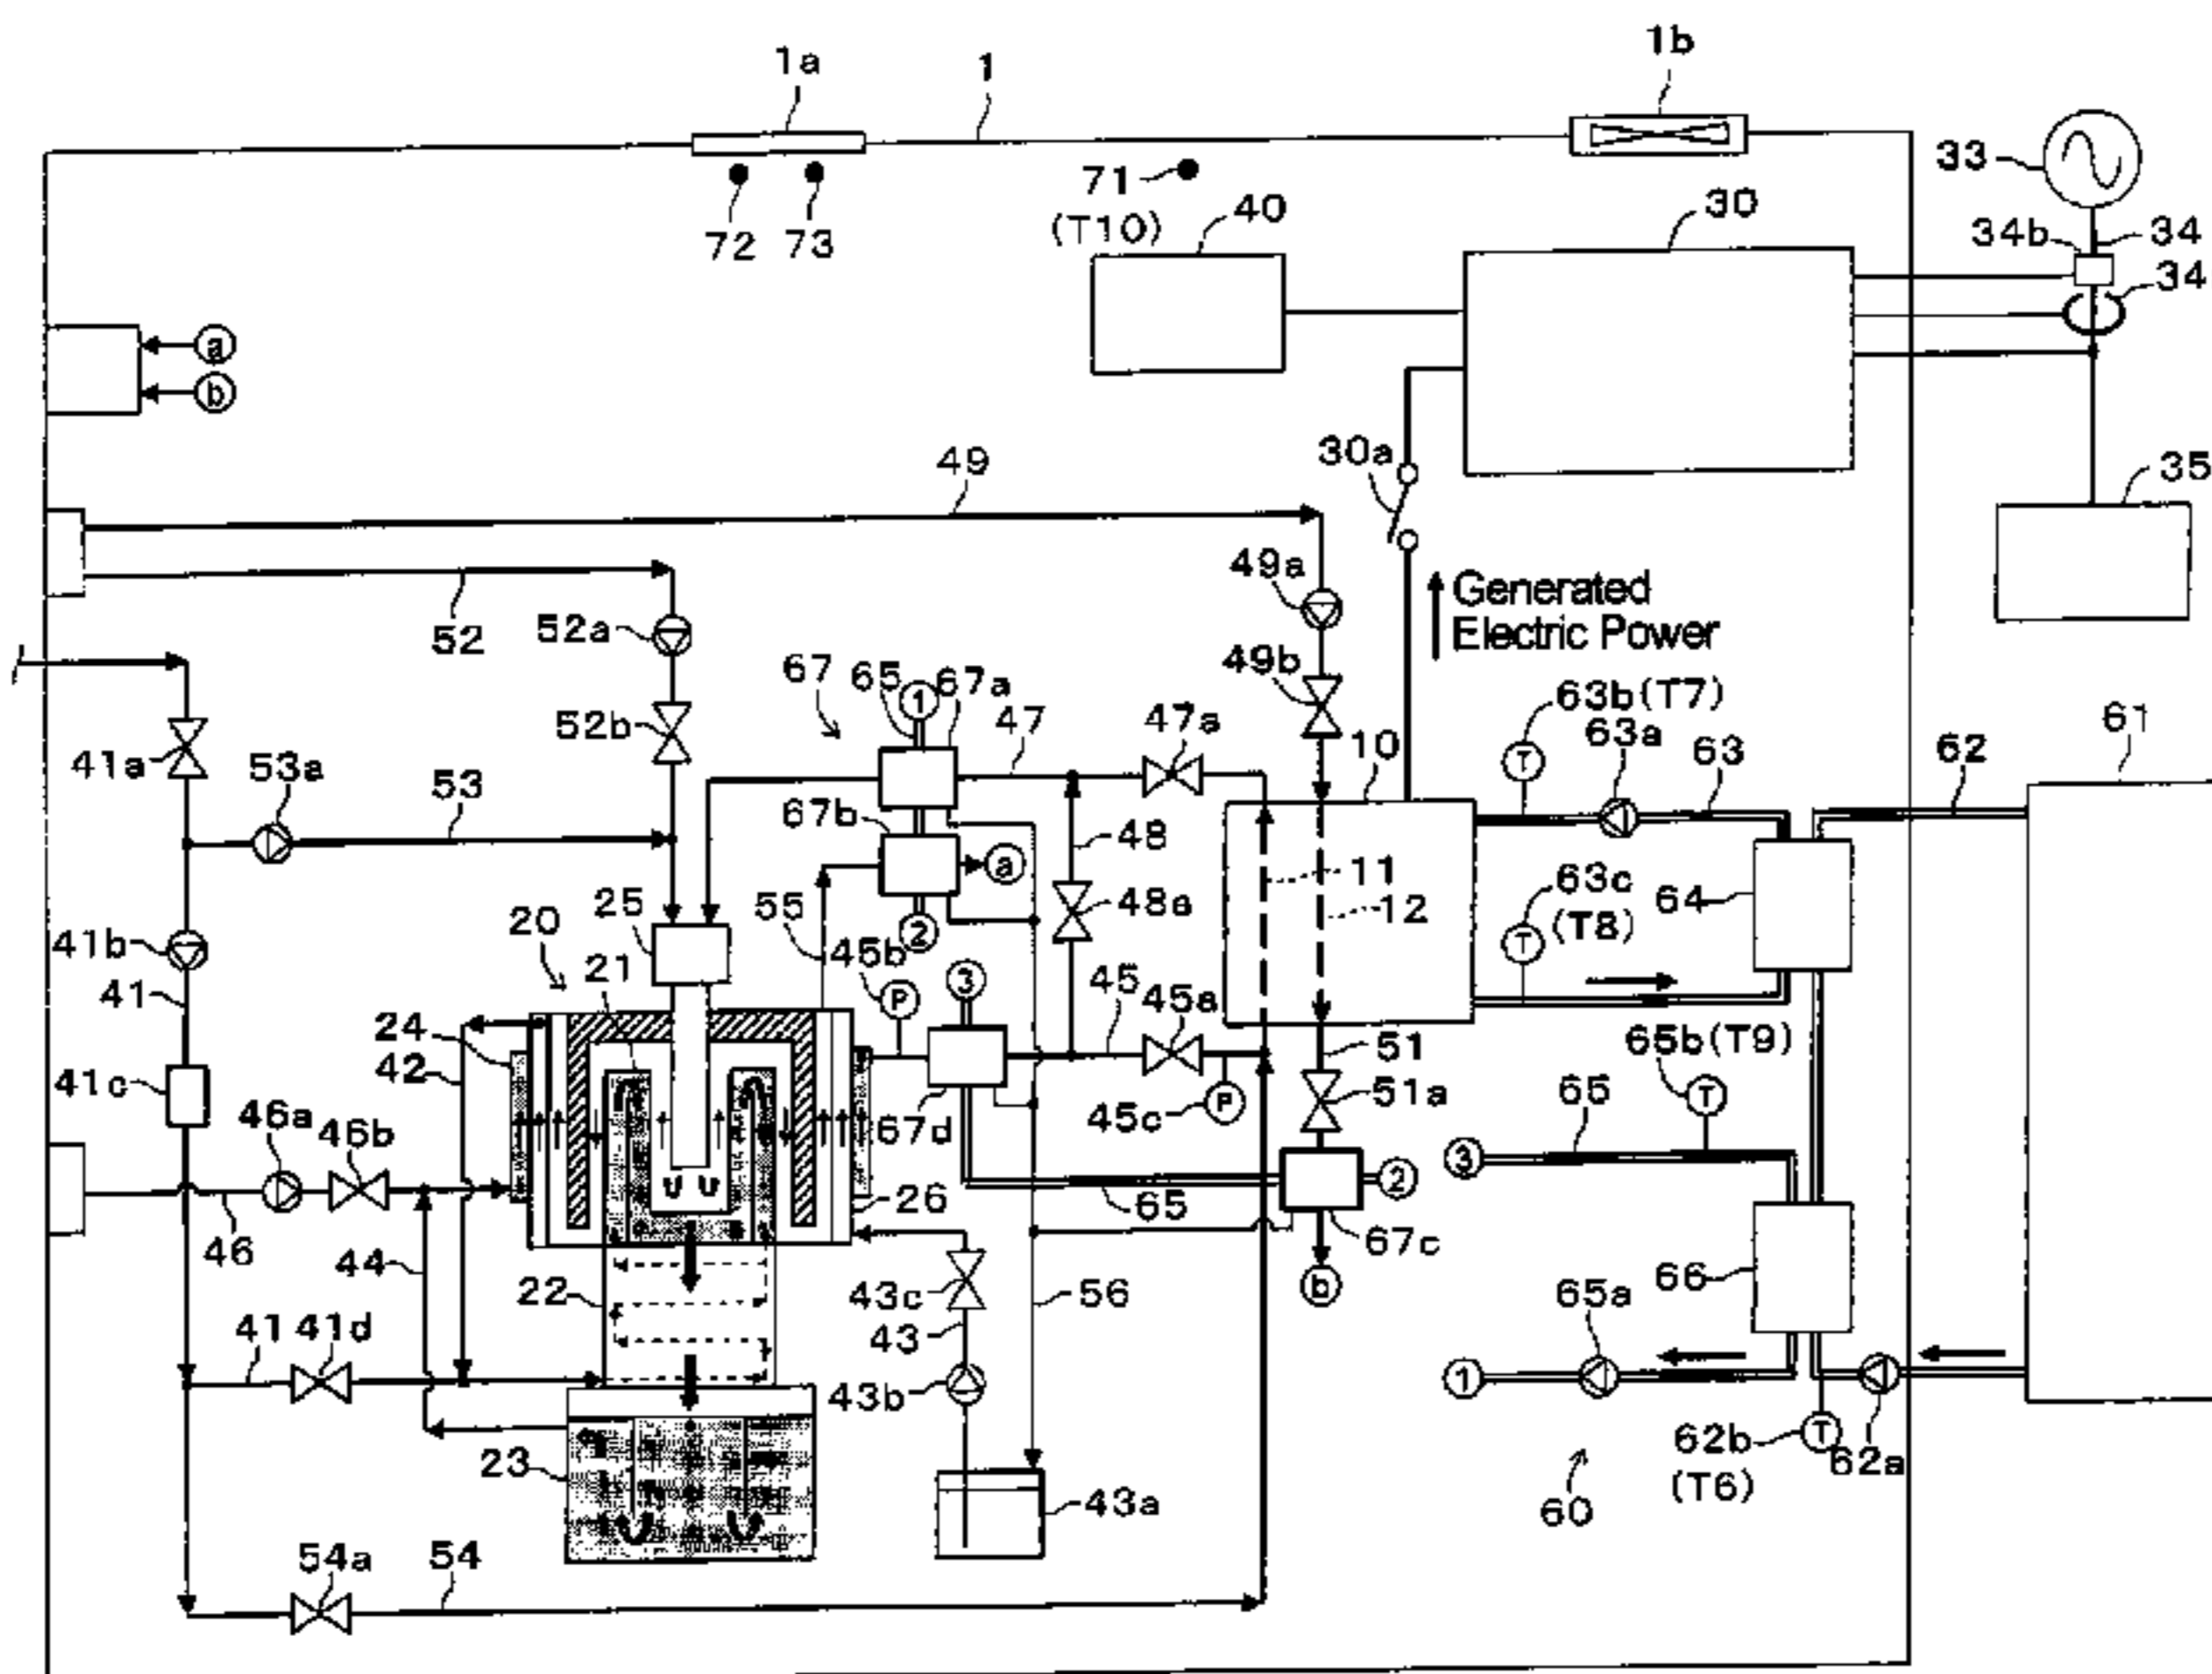 1a
1
1b
33
34b
34
34
71
(T10)
72
73
40
30
a
b
49
30a
35
52
52a
49a
Generated
Electric Power
49b
52b
67
65
67a
1
47
47a
10
63b(T7)
63a
63
T
62
61
41a
53a
53
67b
a
48
48a
11
12
63c
(T8)
T
64
2
55
25
20
21
45b
P
3
45
45a
41b
41
24
42
41c
67d
45c
P
51
51a
65b(T9)
T
65
3
46a
46b
46
26
65
2
67c
b
44
22
43c
43
43b
56
66
65a
1
41
41d
23
43a
62b
(T6)
T
62a
60
54a
54